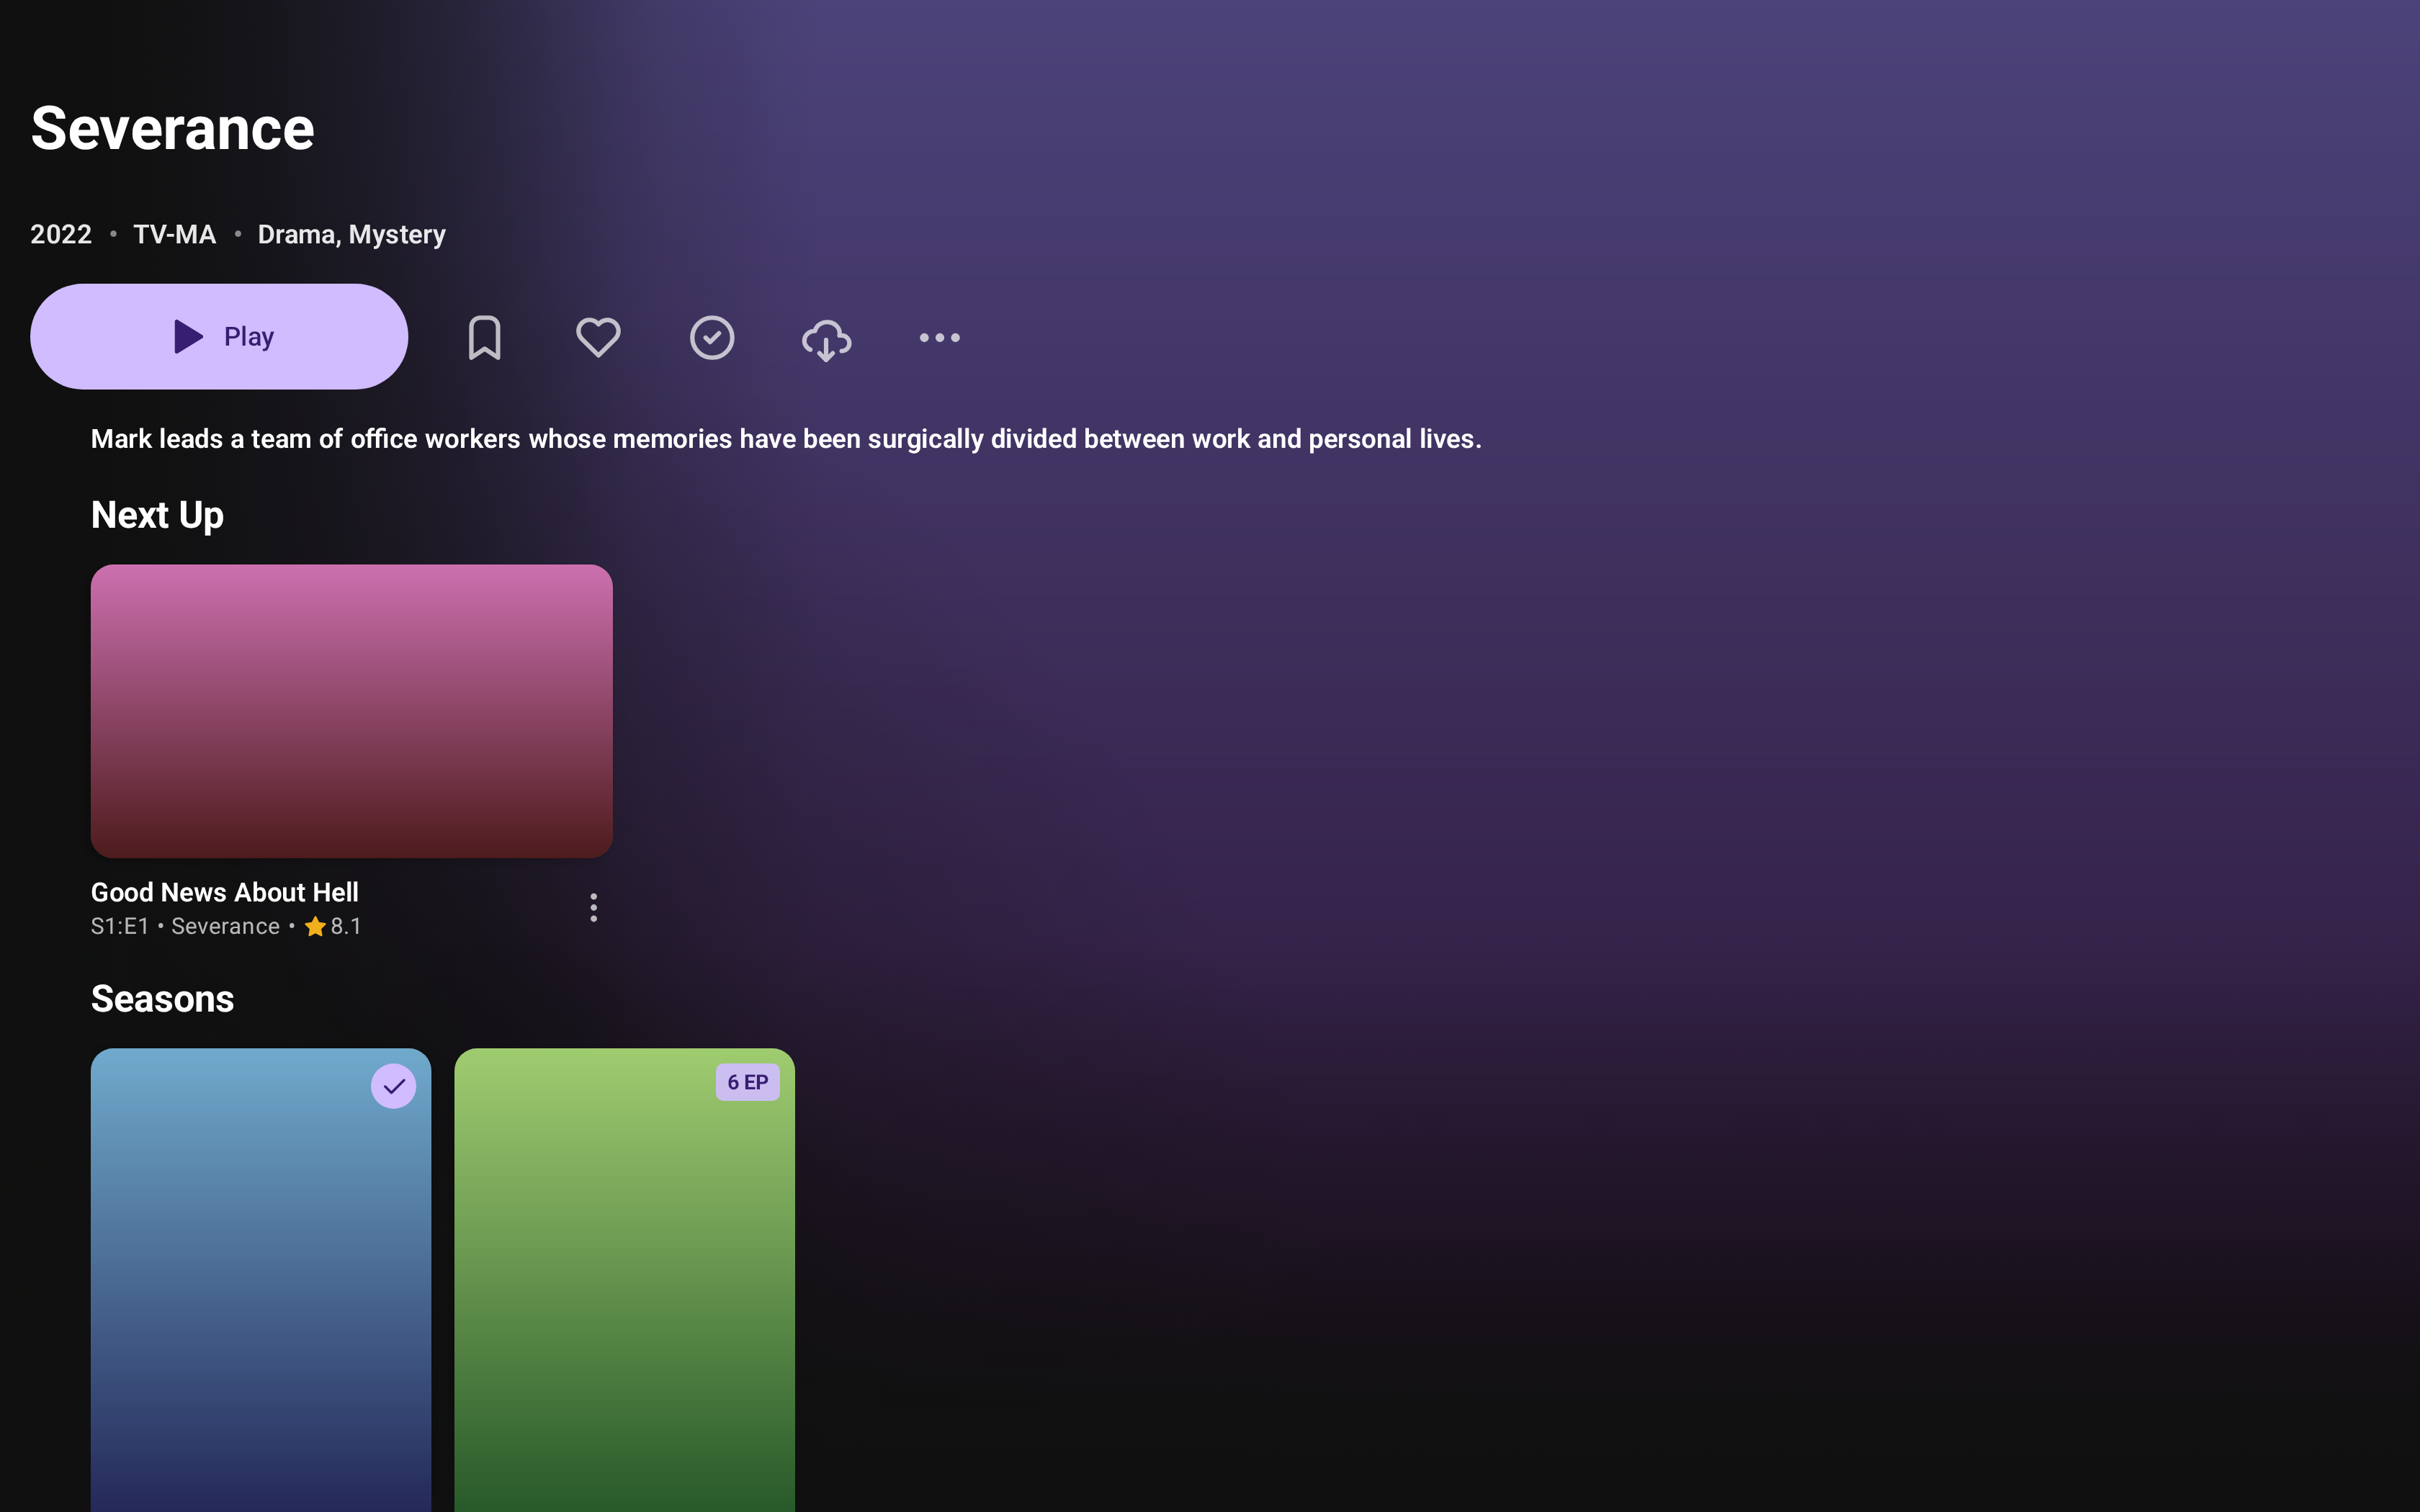 Severance
2022 • TV-MA • Drama, Mystery
Play
Mark leads a team of office workers whose memories have been surgically divided between work and personal lives.
Next Up
Good News About Hell
S1:E1 • Severance • ⭐ 8.1
Seasons
6 EP